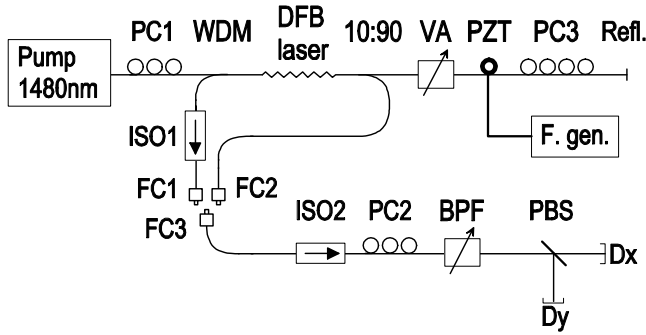 PC1 WDM DFB laser 10:90 VA PZT PC3 Refl.
Pump
1480nm
ISO1
F. gen.
FC1 FC2
FC3
ISO2 PC2 BPF PBS
Dx
Dy